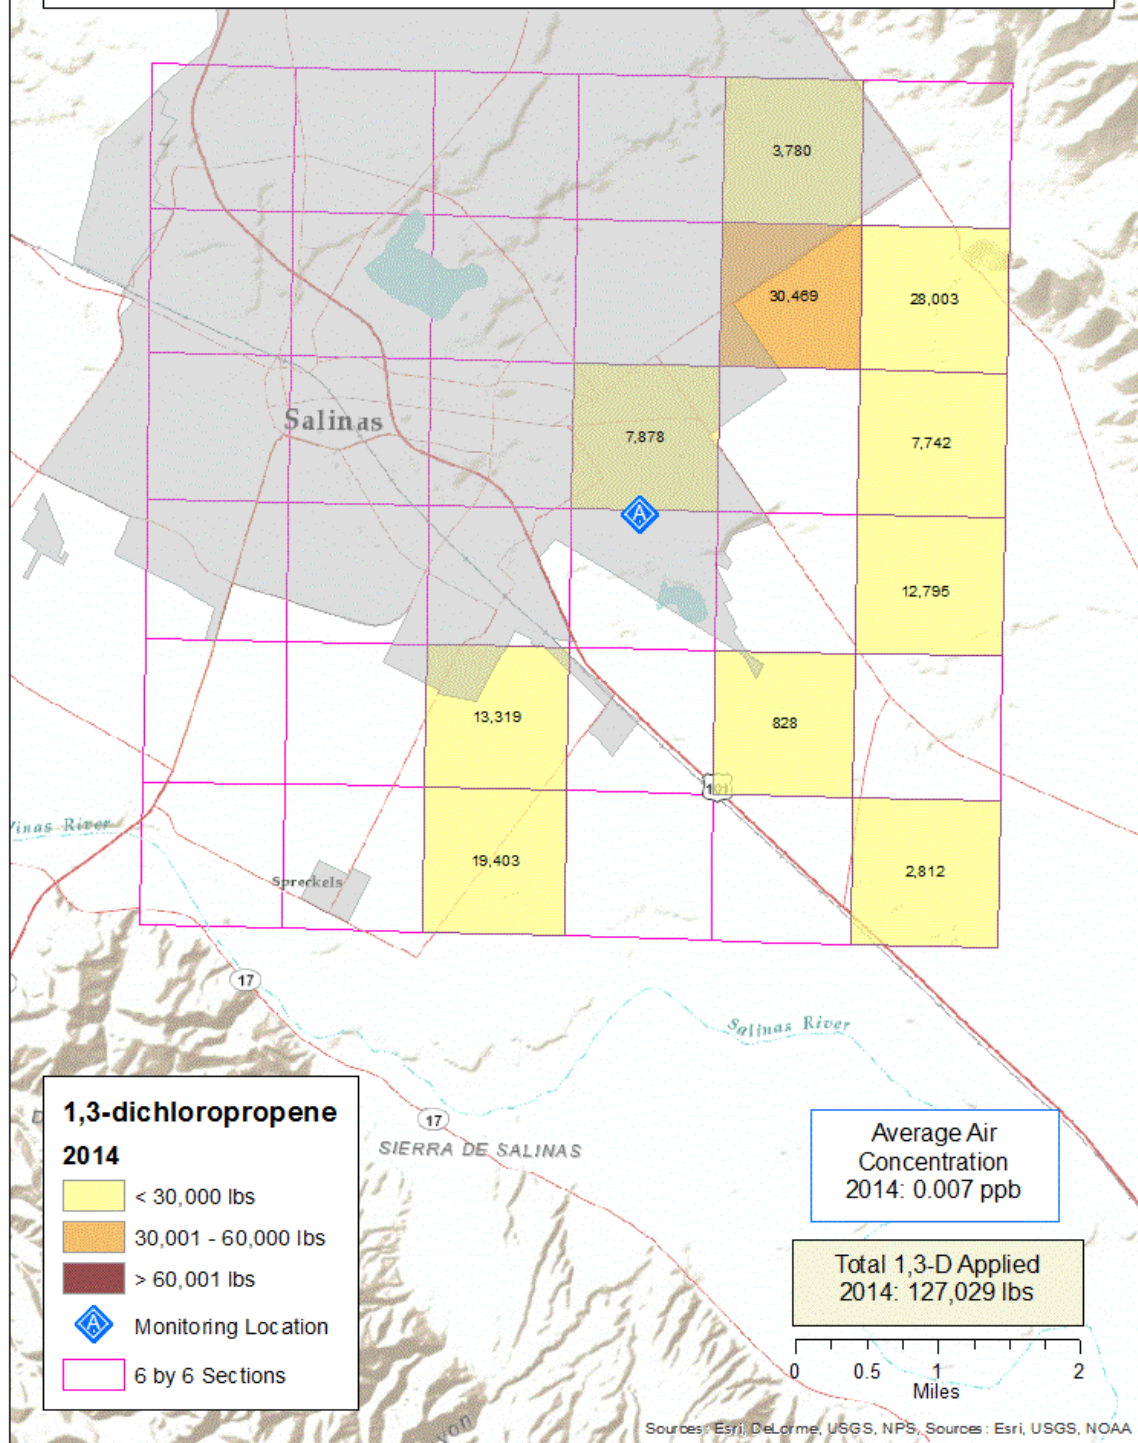 3,780
30,469
28,003
Salinas
7,878
7,742
A
12,795
13,319
828
101
inas River
19,403
2,812
Spreckels
17
Salinas River
17
SIERRA DE SALINAS
1,3-dichloropropene
2014
< 30,000 lbs
30,001 - 60,000 lbs
> 60,001 lbs
A Monitoring Location
6 by 6 Sections
Average Air
Concentration
2014: 0.007 ppb
Total 1,3-D Applied
2014: 127,029 lbs
0 0.5 1 2
Miles
yon
Sources: Esri, DeLorme, USGS, NPS, Sources: Esri, USGS, NOAA